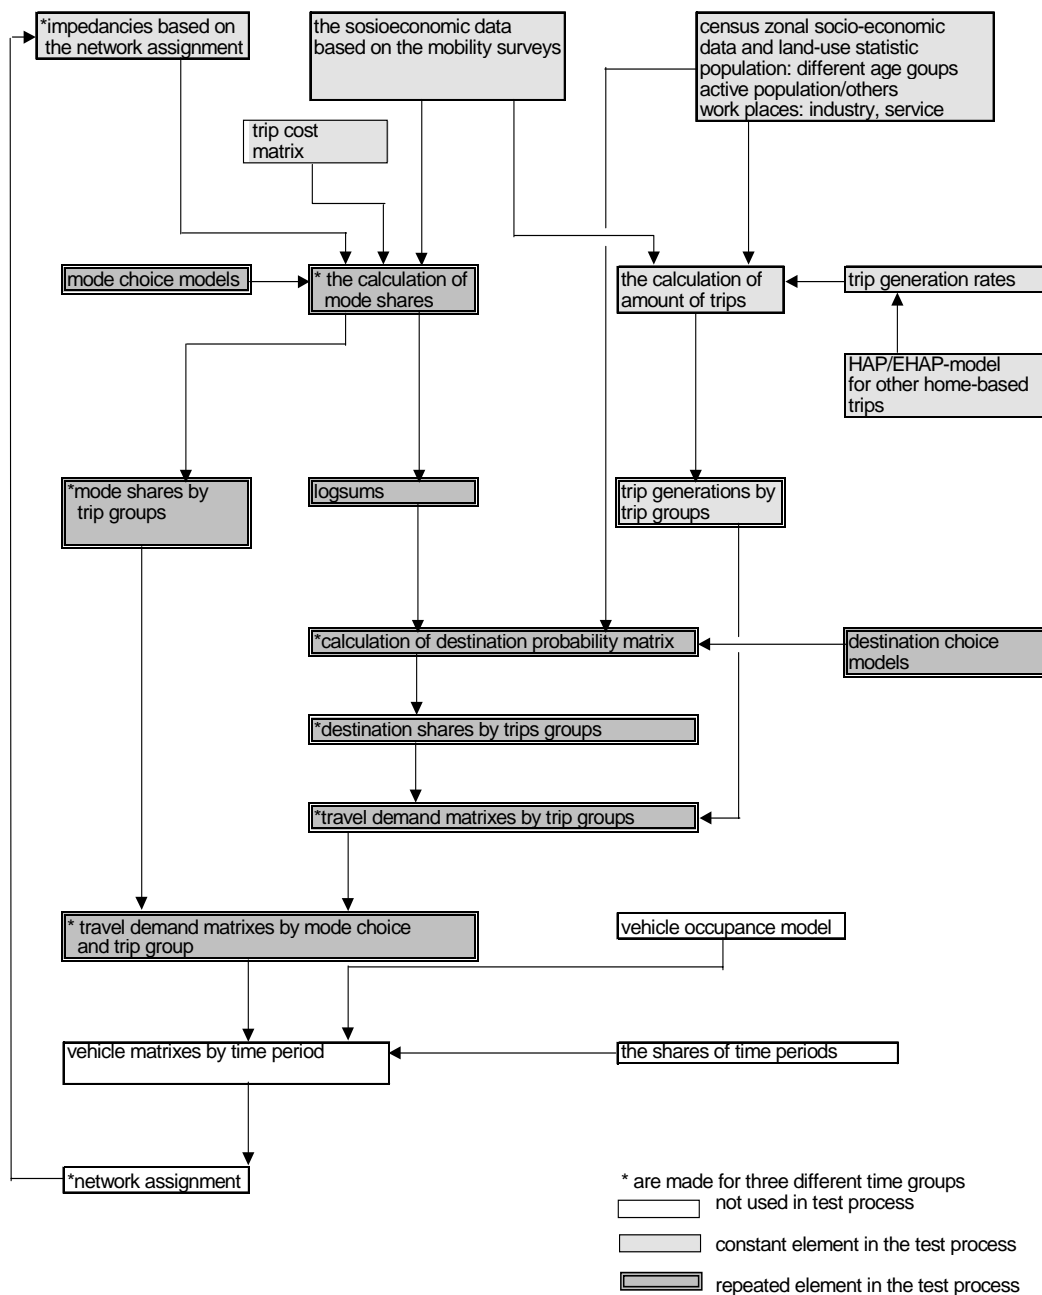 *impedancies based on
the network assignment
the sosioeconomic data
based on the mobility surveys
census zonal socio-economic
data and land-use statistic
population: different age goups
active population/others
work places: industry, service
trip cost
matrix
mode choice models
* the calculation of
mode shares
the calculation of
amount of trips
trip generation rates
HAP/EHAP-model
for other home-based
trips
*mode shares by
trip groups
logsums
trip generations by
trip groups
*calculation of destination probability matrix
destination choice
models
*destination shares by trips groups
*travel demand matrixes by trip groups
* travel demand matrixes by mode choice
and trip group
vehicle occupance model
vehicle matrixes by time period
the shares of time periods
*network assignment
* are made for three different time groups
not used in test process
constant element in the test process
repeated element in the test process